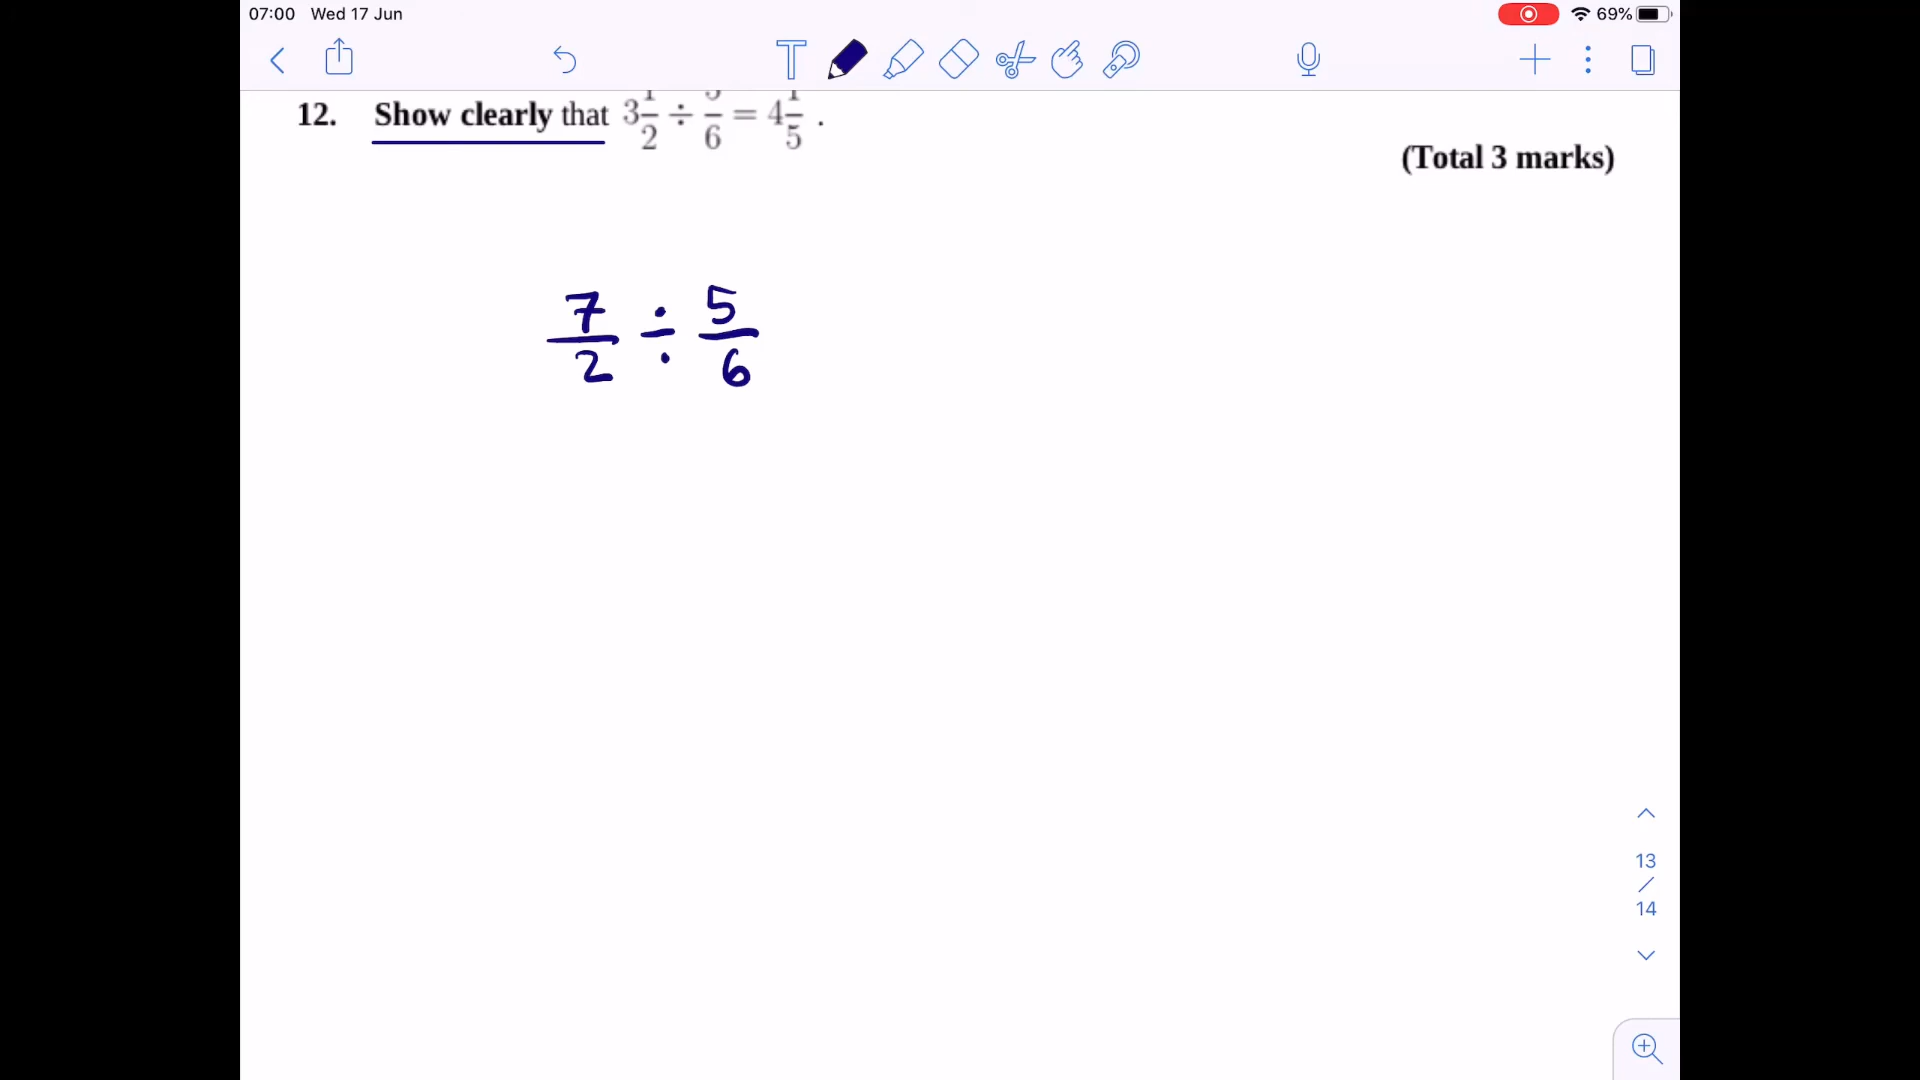 07:00 Wed 17 Jun 69%
12. Show clearly that 3 1/2 ÷ 5/6 = 4 1/5 .
(Total 3 marks)
7/2 ÷ 5/6
13
/
14